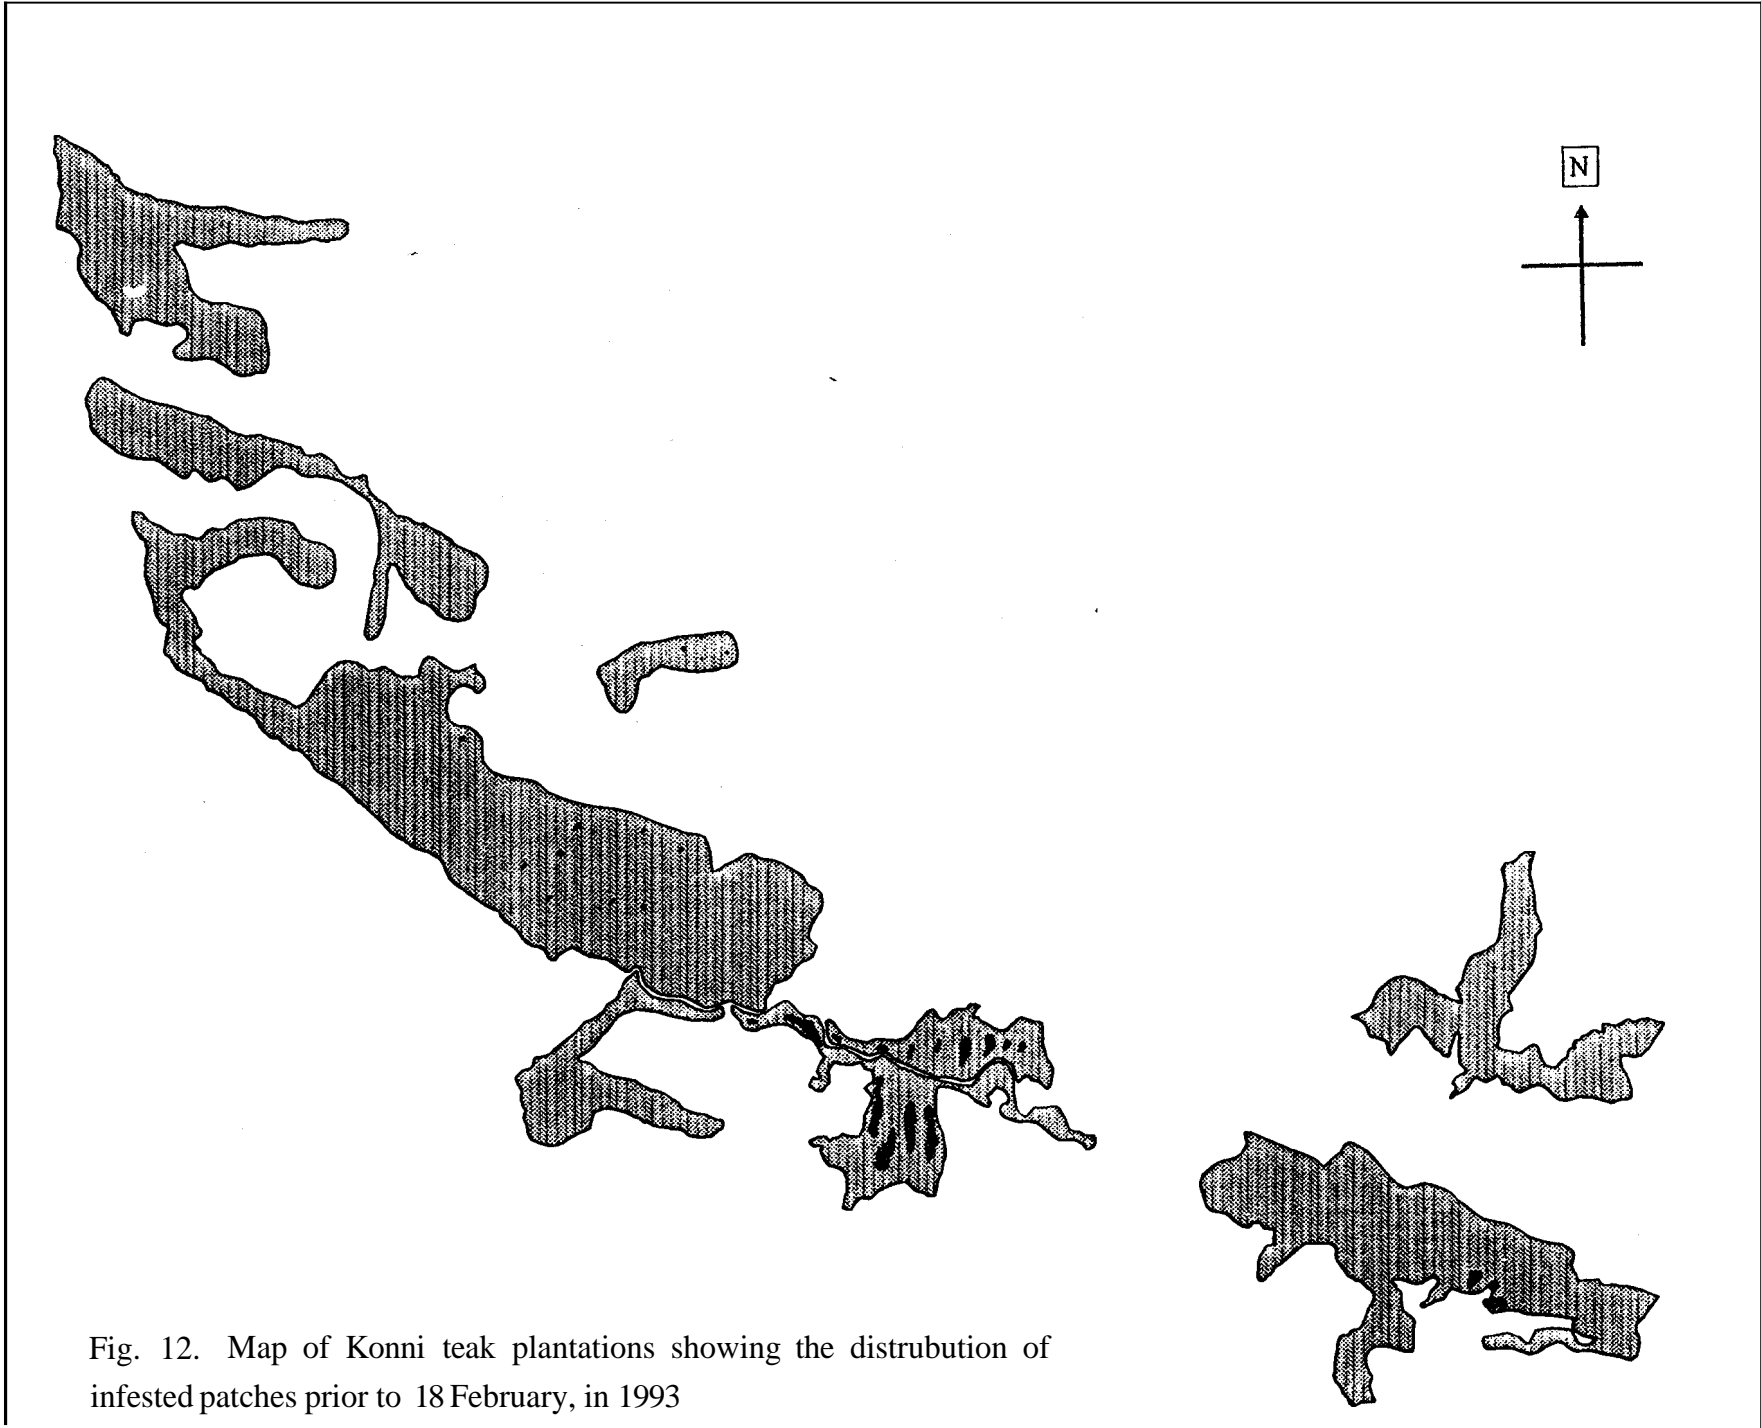 N
Fig. 12. Map of Konni teak plantations showing the distrubution of
infested patches prior to 18 February, in 1993